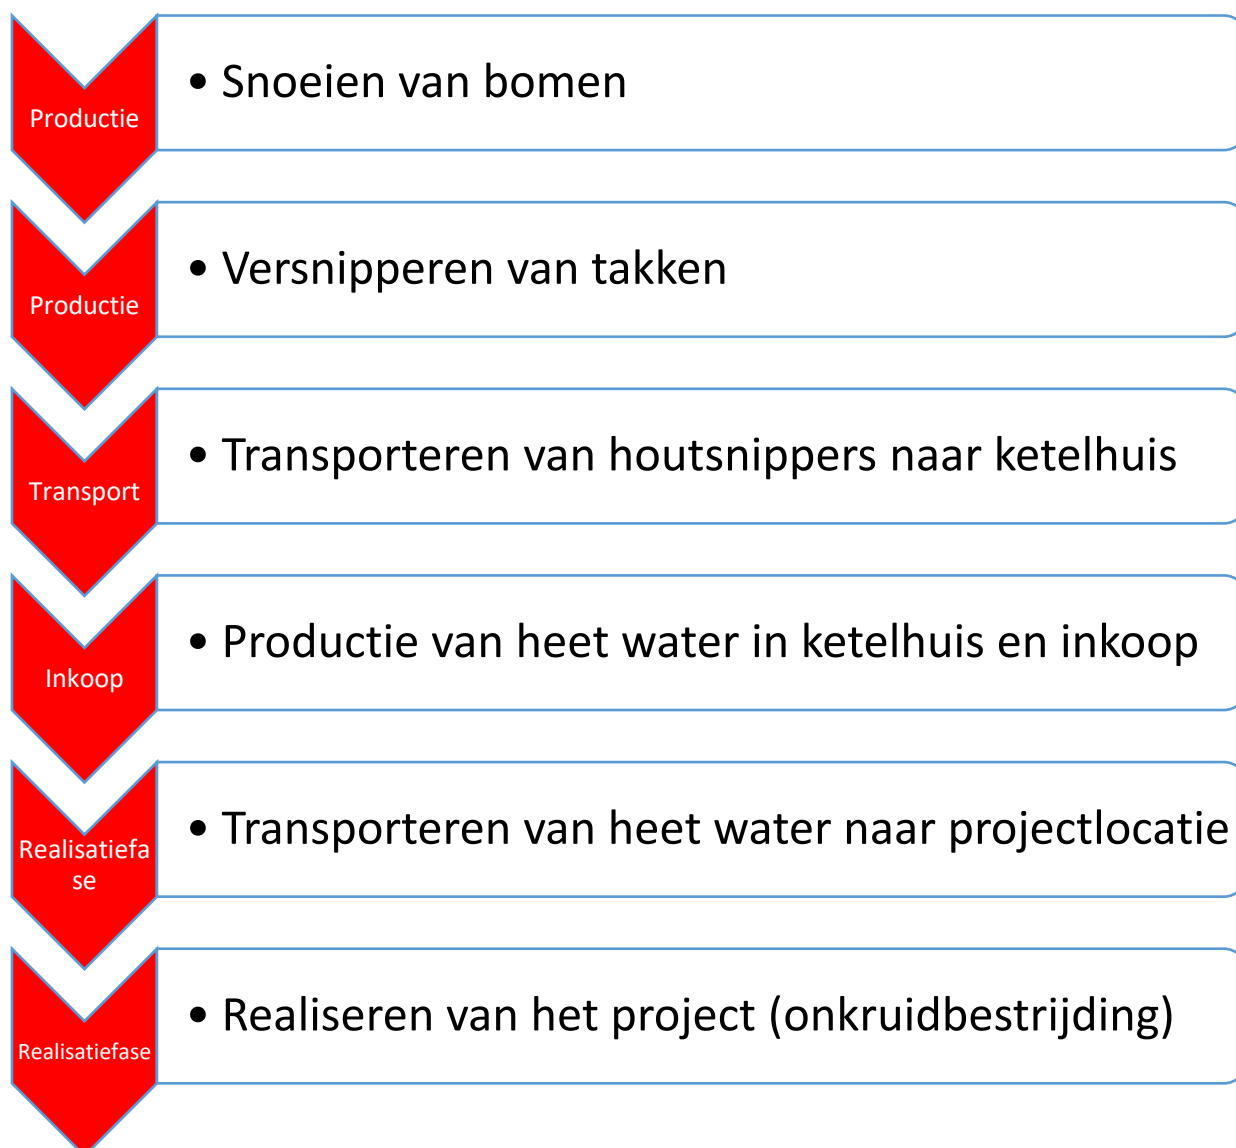 Productie
• Snoeien van bomen
Productie
• Versnipperen van takken
Transport
• Transporteren van houtsnippers naar ketelhuis
Inkoop
• Productie van heet water in ketelhuis en inkoop
Realisatiefa
se
• Transporteren van heet water naar projectlocatie
Realisatiefase
• Realiseren van het project (onkruidbestrijding)